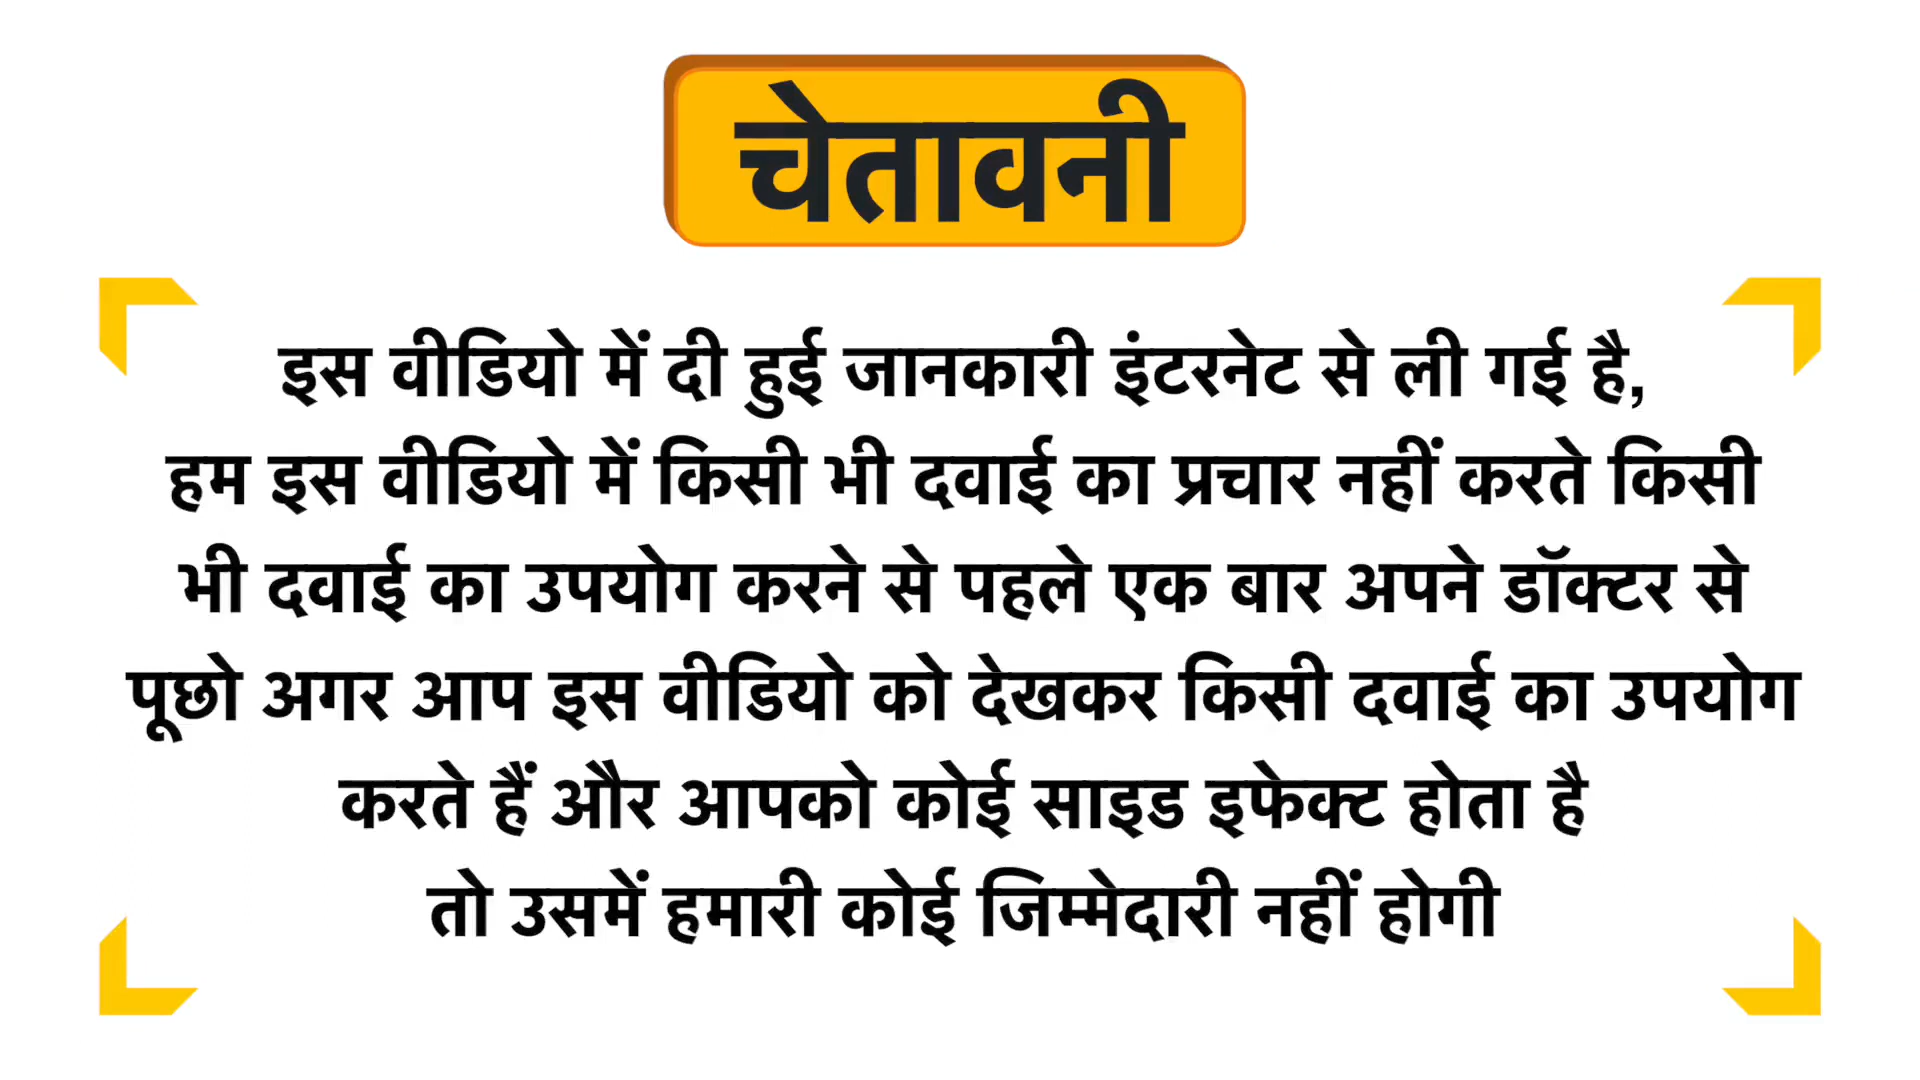 चेतावनी
इस वीडियो में दी हुई जानकारी इंटरनेट से ली गई है,
हम इस वीडियो में किसी भी दवाई का प्रचार नहीं करते किसी
भी दवाई का उपयोग करने से पहले एक बार अपने डॉक्टर से
पूछो अगर आप इस वीडियो को देखकर किसी दवाई का उपयोग
करते हैं और आपको कोई साइड इफेक्ट होता है
तो उसमें हमारी कोई जिम्मेदारी नहीं होगी